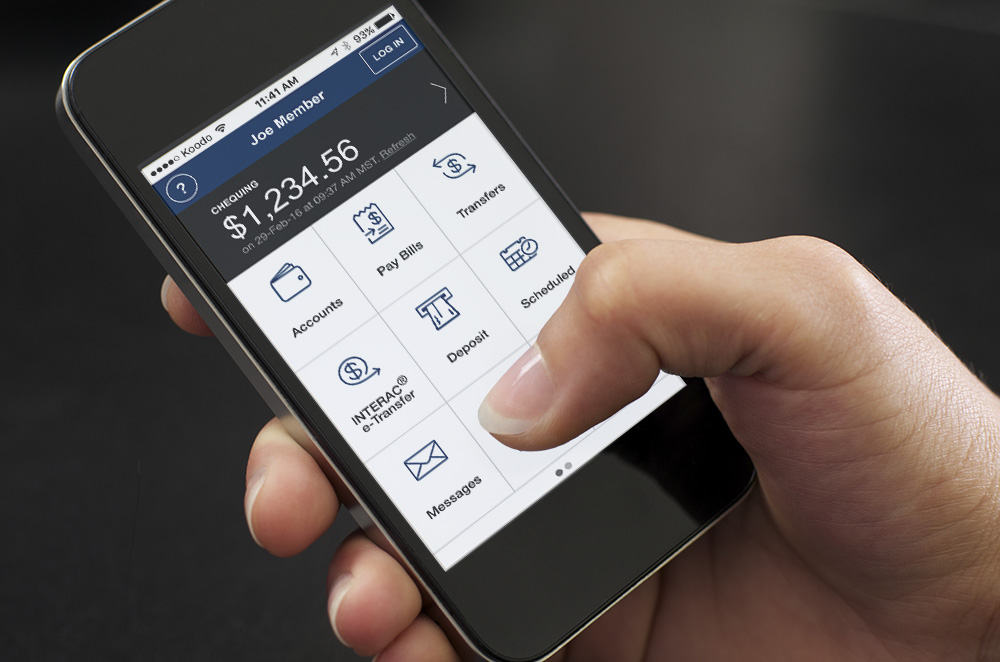 Koodo 11:41 AM 93%
? Joe Member LOG IN
CHEQUING
$1,234.56
on 29-Feb-16 at 09:37 AM MST. Refresh
Accounts
Pay Bills
Transfers
INTERAC®
e-Transfer
Deposit
Scheduled
Messages